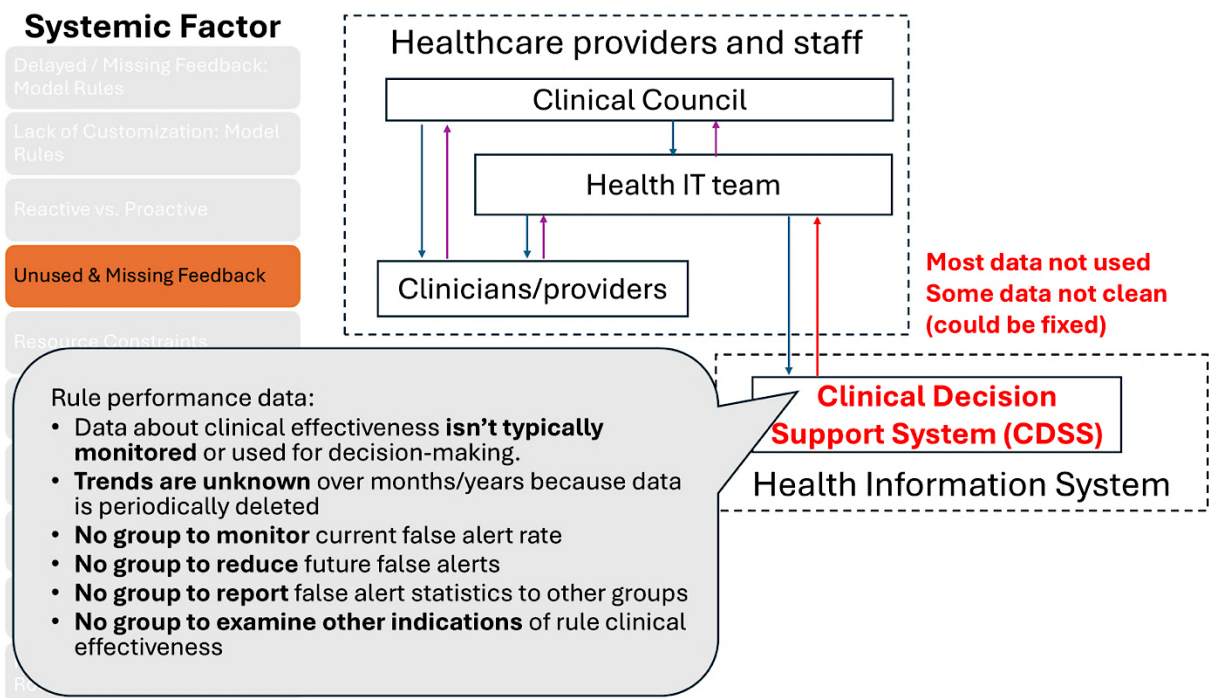 Systemic Factor
Delayed / Missing Feedback:
Model Rules
Lack of Customization: Model
Rules
Reactive vs. Proactive
Unused & Missing Feedback
Resource Constraints
Healthcare providers and staff
Clinical Council
Health IT team
Clinicians/providers
Most data not used
Some data not clean
(could be fixed)
Clinical Decision
Support System (CDSS)
Health Information System
Rule performance data:
• Data about clinical effectiveness isn't typically
monitored or used for decision-making.
• Trends are unknown over months/years because data
is periodically deleted
• No group to monitor current false alert rate
• No group to reduce future false alerts
• No group to report false alert statistics to other groups
• No group to examine other indications of rule clinical
effectiveness